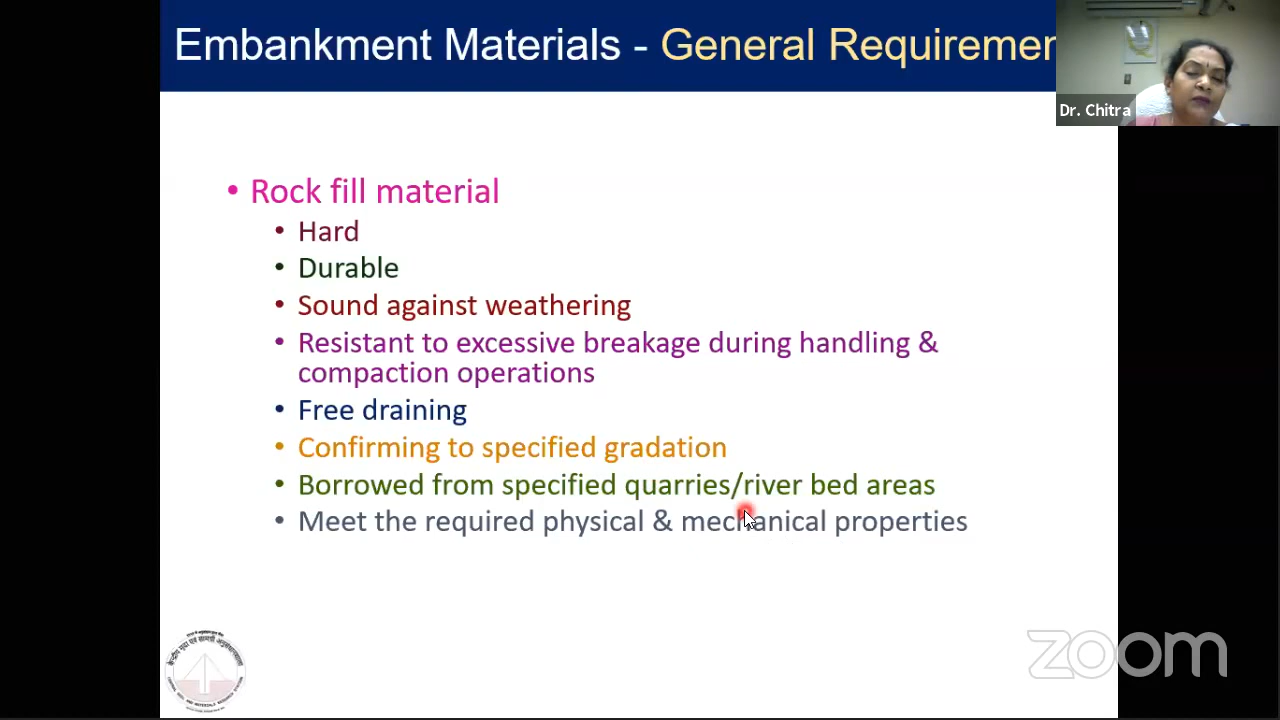 Embankment Materials - General Requiremen
Dr. Chitra
• Rock fill material
• Hard
• Durable
• Sound against weathering
• Resistant to excessive breakage during handling &
compaction operations
• Free draining
• Confirming to specified gradation
• Borrowed from specified quarries/river bed areas
• Meet the required physical & mechanical properties
zoom